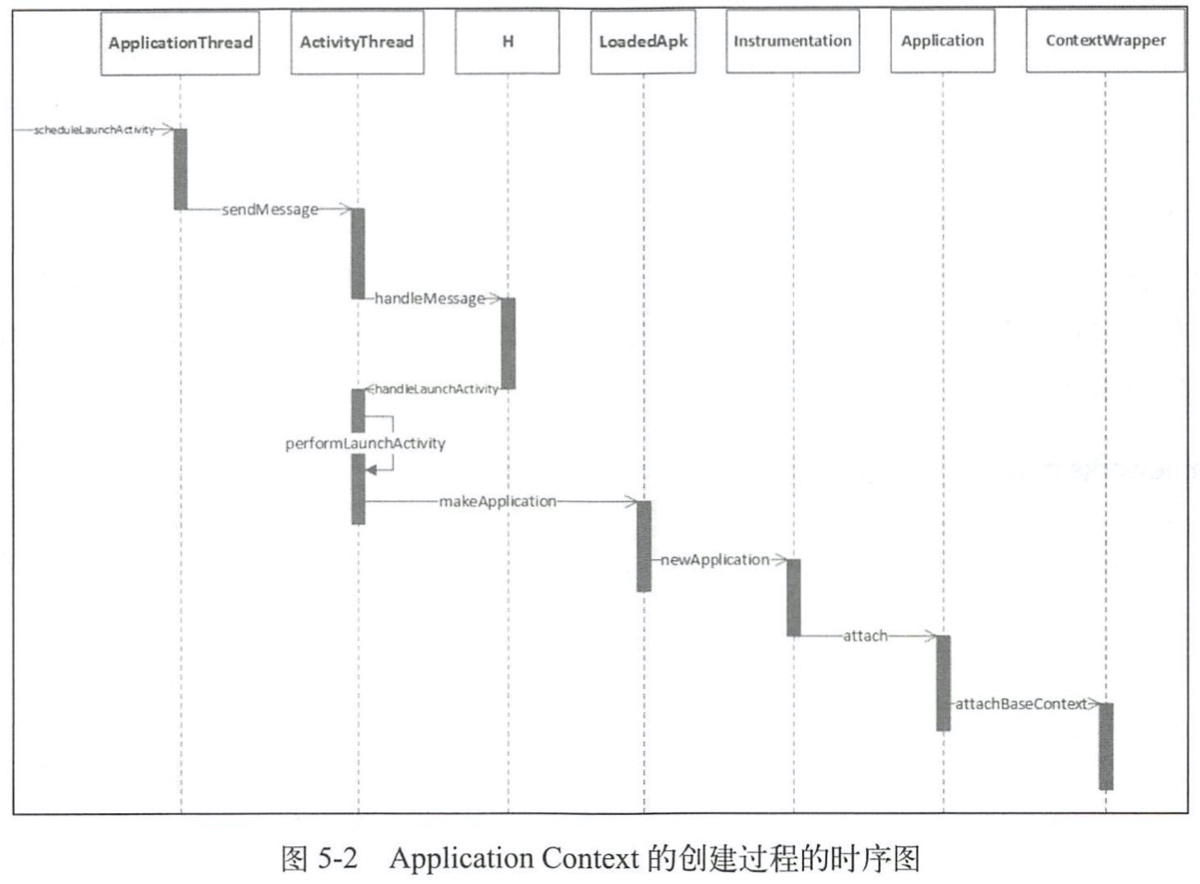 ApplicationThread ActivityThread H LoadedApk Instrumentation Application ContextWrapper
scheduleLaunchActivity
sendMessage
handleMessage
handleLaunchActivity
performLaunchActivity
makeApplication
newApplication
attach
attachBaseContext
图 5-2 Application Context 的创建过程的时序图